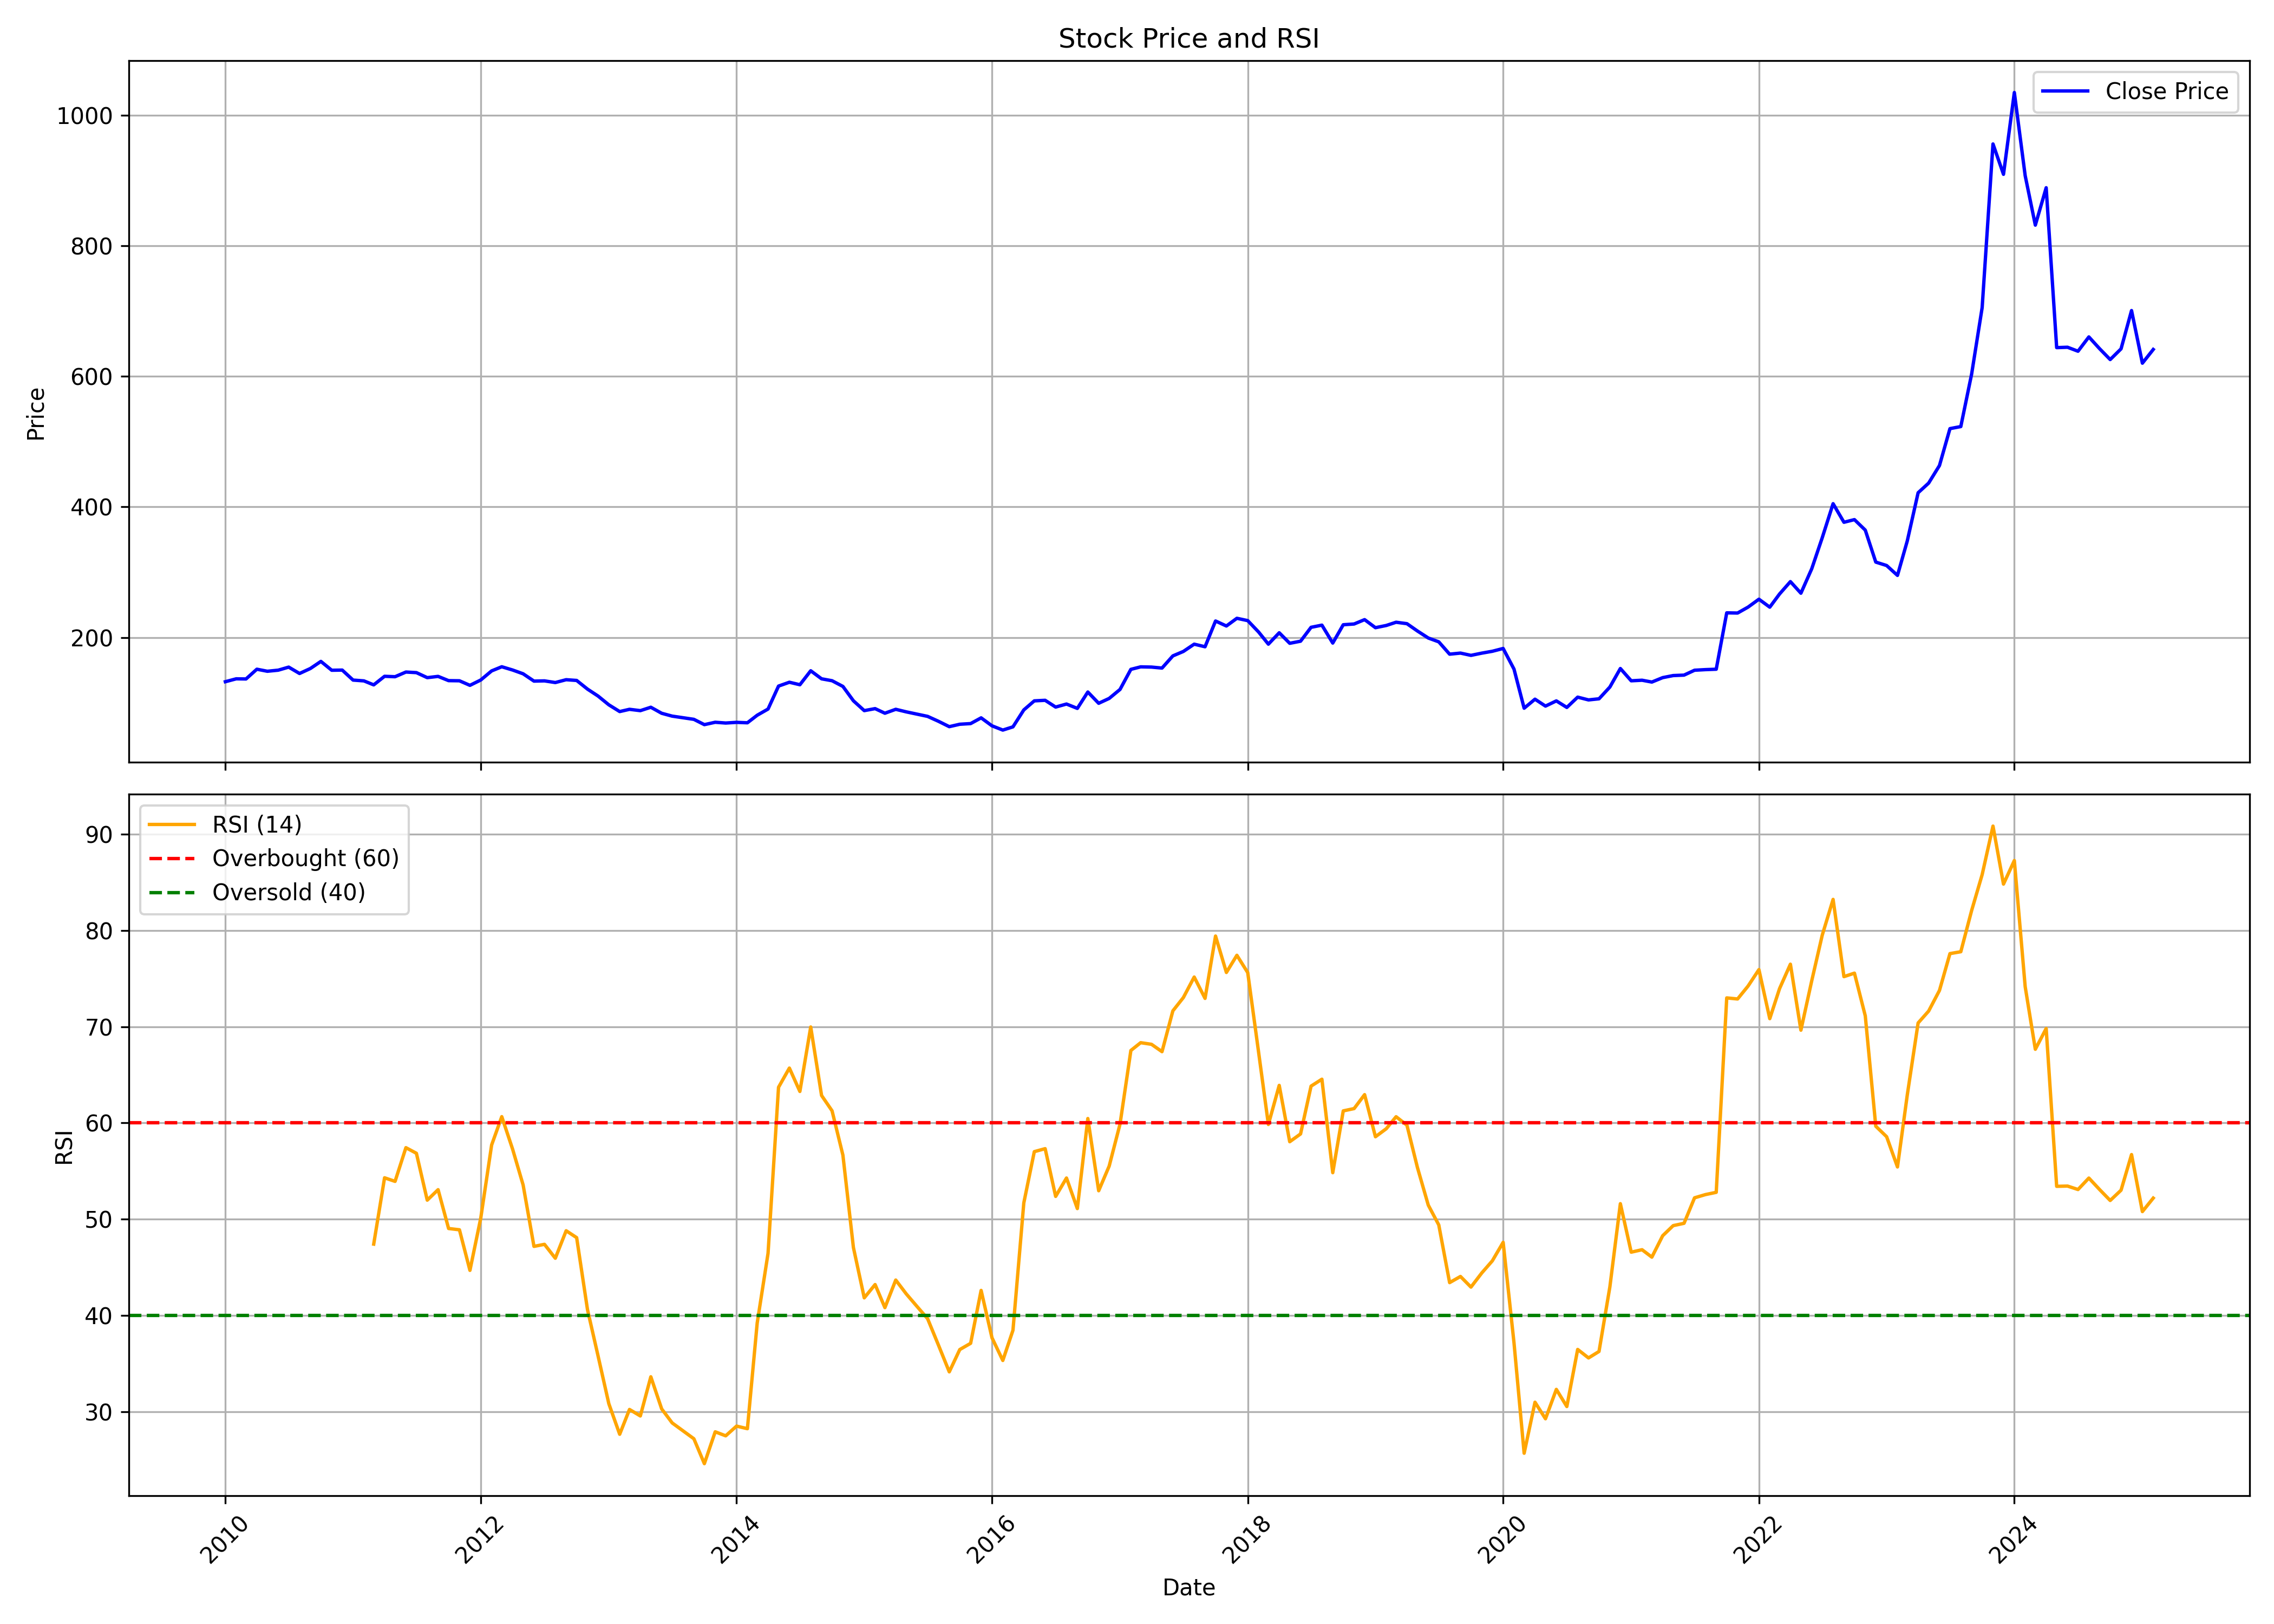 Stock Price and RSI
Close Price
1000
800
600
400
200
Price
RSI (14)
Overbought (60)
Oversold (40)
90
80
70
60
50
40
30
RSI
2010
2012
2014
2016
2018
2020
2022
2024
Date